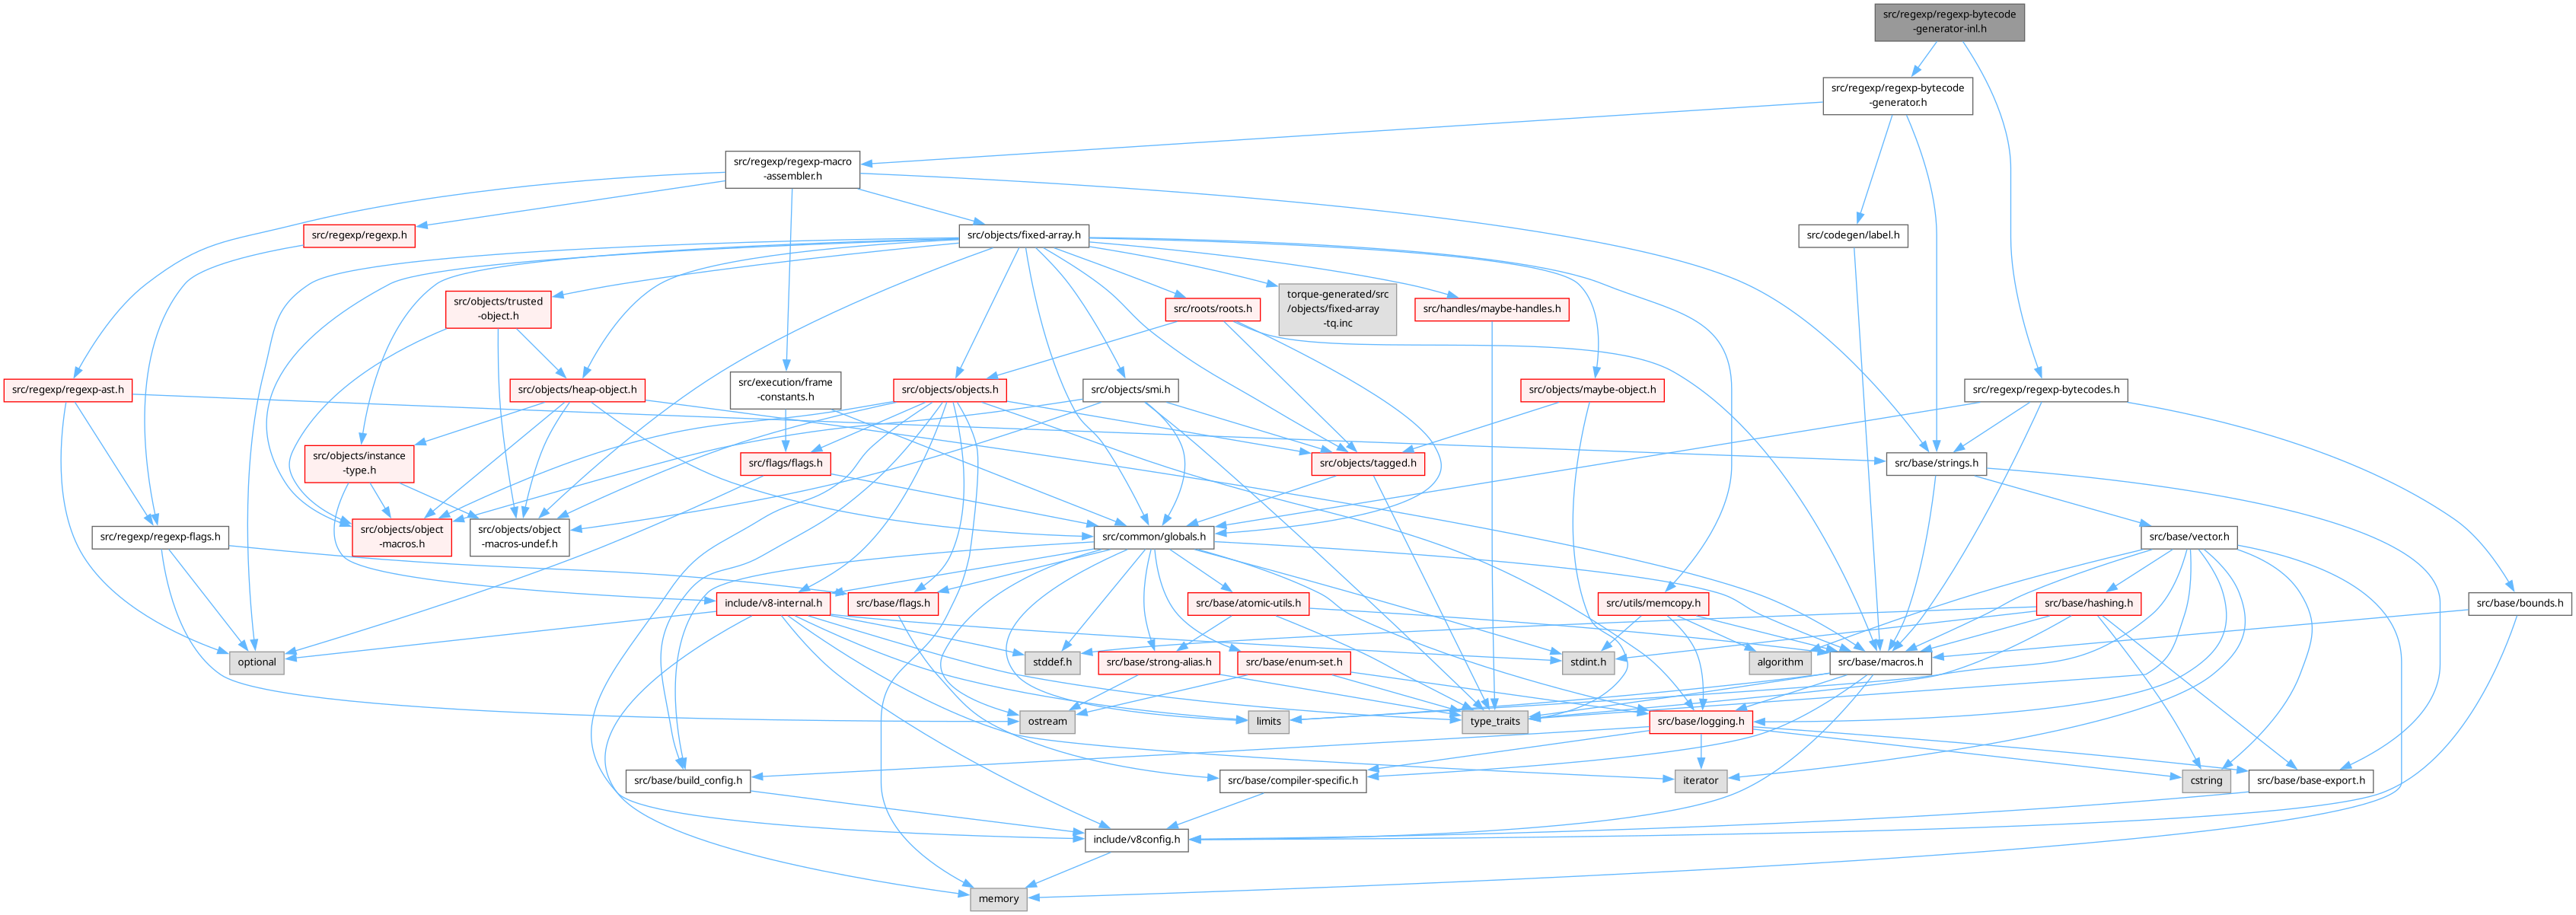 src/regexp/regexp-bytecode
-generator-inl.h
src/regexp/regexp-bytecode
-generator.h
src/regexp/regexp-macro
-assembler.h
src/regexp/regexp.h
src/objects/fixed-array.h
src/codegen/label.h
src/objects/trusted
-object.h
src/roots/roots.h
torque-generated/src
/objects/fixed-array
-tq.inc
src/handles/maybe-handles.h
src/regexp/regexp-ast.h
src/objects/heap-object.h
src/execution/frame
-constants.h
src/objects/objects.h
src/objects/smi.h
src/objects/maybe-object.h
src/regexp/regexp-bytecodes.h
src/objects/instance
-type.h
src/flags/flags.h
src/objects/tagged.h
src/base/strings.h
src/regexp/regexp-flags.h
src/objects/object
-macros.h
src/objects/object
-macros-undef.h
src/common/globals.h
src/base/vector.h
include/v8-internal.h
src/base/flags.h
src/base/atomic-utils.h
src/utils/memcopy.h
src/base/hashing.h
src/base/bounds.h
optional
stddef.h
src/base/strong-alias.h
src/base/enum-set.h
stdint.h
algorithm
src/base/macros.h
ostream
limits
type_traits
src/base/logging.h
src/base/build_config.h
src/base/compiler-specific.h
iterator
cstring
src/base/base-export.h
include/v8config.h
memory